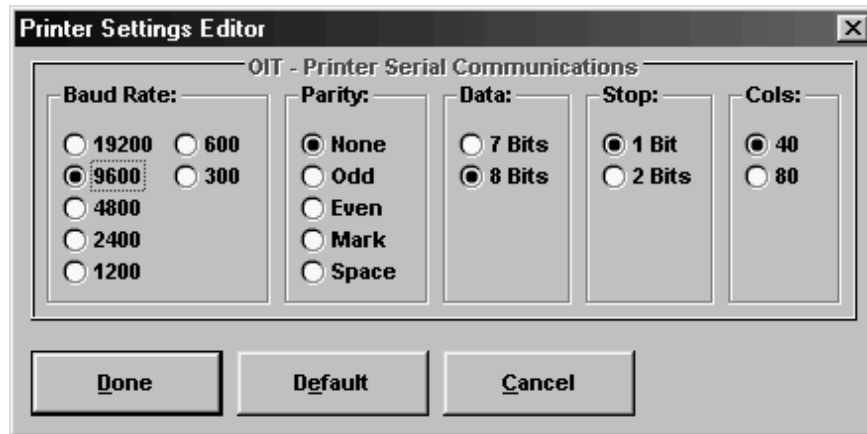 Printer Settings Editor
OIT - Printer Serial Communications
Baud Rate:
19200 600
9600 300
4800
2400
1200
Parity:
None
Odd
Even
Mark
Space
Data:
7 Bits
8 Bits
Stop:
1 Bit
2 Bits
Cols:
40
80
Done
Default
Cancel